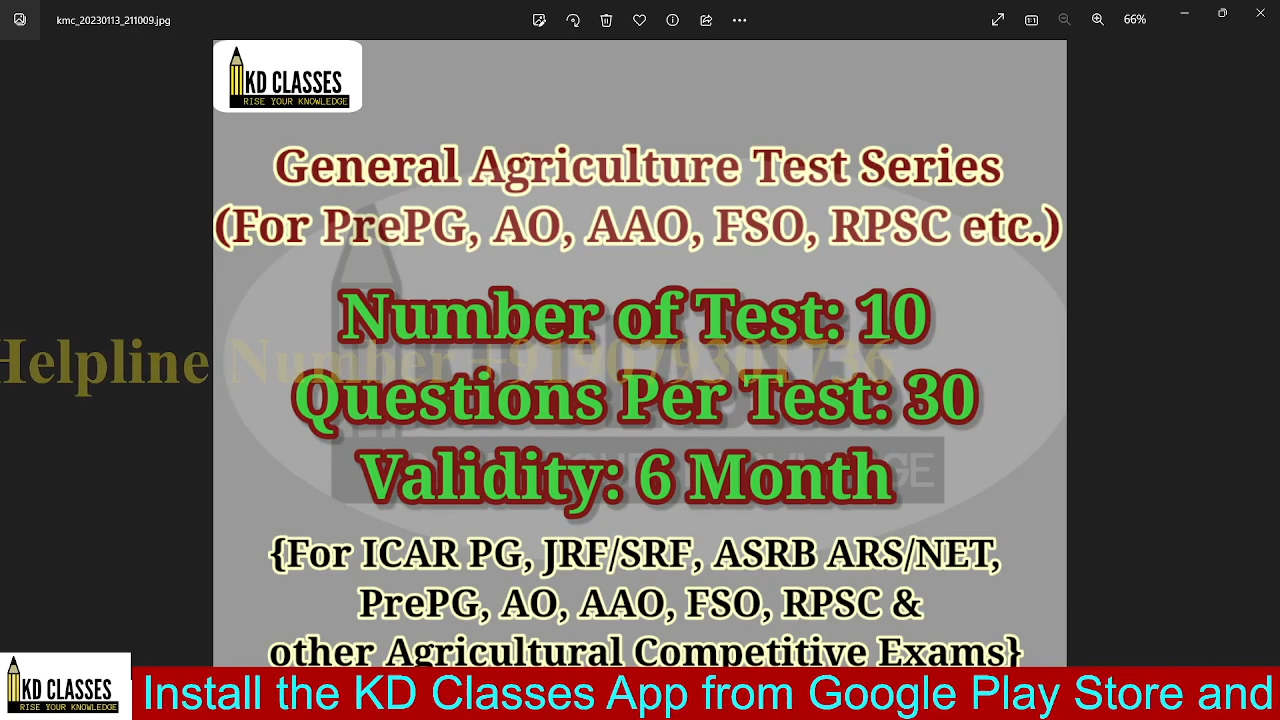 kmc_20230113_211009.jpg
66%
KD CLASSES
RISE YOUR KNOWLEDGE
General Agriculture Test Series
(For PrePG, AO, AAO, FSO, RPSC etc.)
Number of Test: 10
Helpline Number +919079301736
Questions Per Test: 30
Validity: 6 Month
{For ICAR PG, JRF/SRF, ASRB ARS/NET,
PrePG, AO, AAO, FSO, RPSC &
other Agricultural Competitive Exams}
KD CLASSES
RISE YOUR KNOWLEDGE
Install the KD Classes App from Google Play Store and